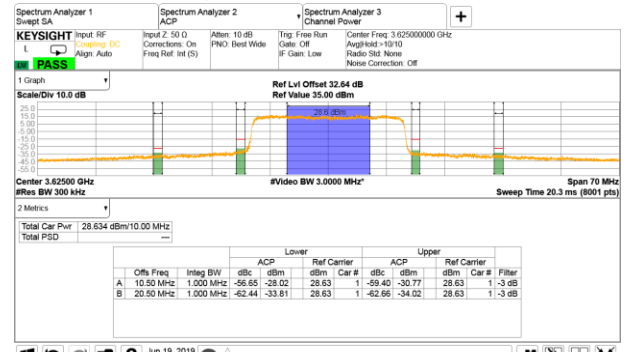 Spectrum Analyzer 1
Swept SA
Spectrum Analyzer 2
ACP
Spectrum Analyzer 3
Channel Power
+
KEYSIGHT
L
PASS
Input: RF
Coupling: DC
Align: Auto
Input Z: 50 Ω
Corrections: On
Freq Ref: Int (S)
Atten: 10 dB
PNO: Best Wide
Trig: Free Run
Gate: Off
IF Gain: Low
Center Freq: 3.625000000 GHz
Avg|Hold:>10/10
Radio Std: None
Noise Correction: Off
1 Graph
Scale/Div 10.0 dB
Ref Lvl Offset 32.64 dB
Ref Value 35.00 dBm
25.0
15.0
5.00
-5.00
-15.0
-25.0
-35.0
-45.0
-55.0
28.6 dBm
Center 3.62500 GHz
#Res BW 300 kHz
#Video BW 3.0000 MHz*
Span 70 MHz
Sweep Time 20.3 ms (8001 pts)
2 Metrics
Total Car Pwr 28.634 dBm/10.00 MHz
Total PSD ---
Lower Upper
ACP Ref Carrier ACP Ref Carrier
Offs Freq Integ BW dBc dBm dBm Car # dBc dBm dBm Car # Filter
A 10.50 MHz 1.000 MHz -56.65 -28.02 28.63 1 -59.40 -30.77 28.63 1 -3 dB
B 20.50 MHz 1.000 MHz -62.44 -33.81 28.63 1 -62.66 -34.02 28.63 1 -3 dB
Jun 19, 2019